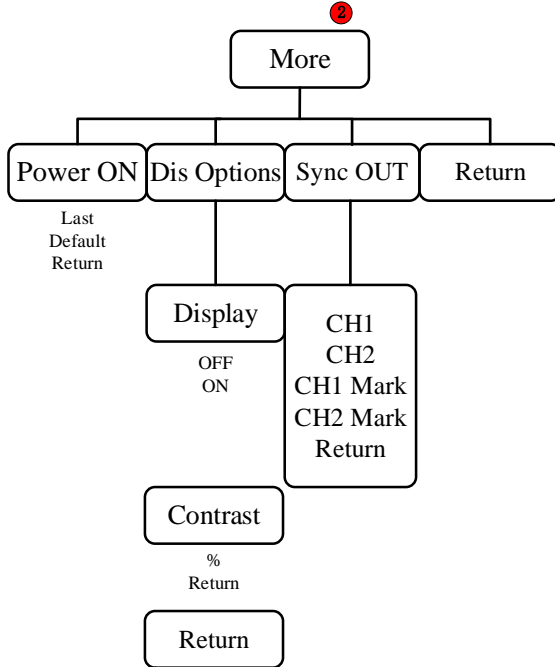 2
More
Power ON
Dis Options
Sync OUT
Return
Last
Default
Return
Display
OFF
ON
CH1
CH2
CH1 Mark
CH2 Mark
Return
Contrast
%
Return
Return